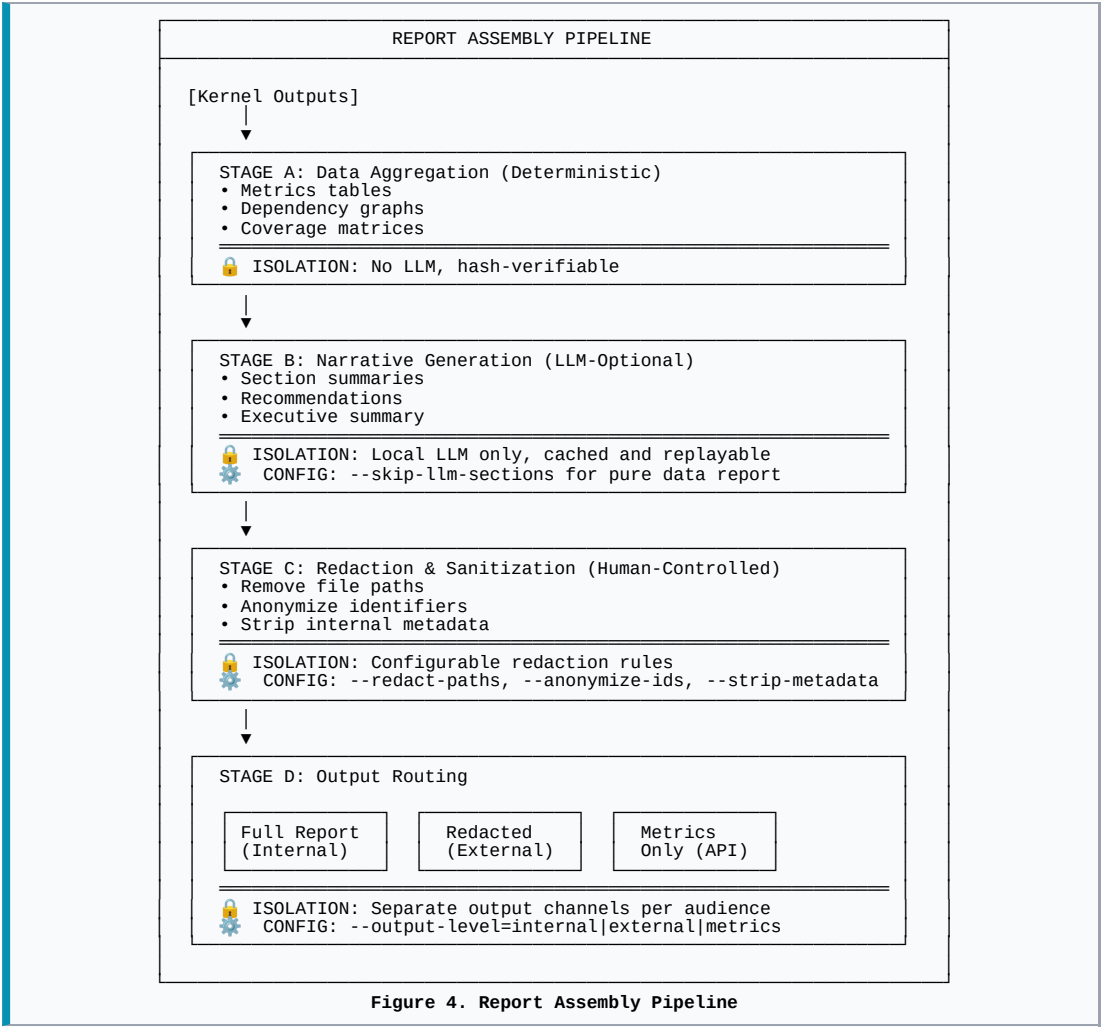 REPORT ASSEMBLY PIPELINE
[Kernel Outputs]
STAGE A: Data Aggregation (Deterministic)
• Metrics tables
• Dependency graphs
• Coverage matrices
🔒 ISOLATION: No LLM, hash-verifiable
STAGE B: Narrative Generation (LLM-Optional)
• Section summaries
• Recommendations
• Executive summary
🔒 ISOLATION: Local LLM only, cached and replayable
⚙️ CONFIG: --skip-llm-sections for pure data report
STAGE C: Redaction & Sanitization (Human-Controlled)
• Remove file paths
• Anonymize identifiers
• Strip internal metadata
🔒 ISOLATION: Configurable redaction rules
⚙️ CONFIG: --redact-paths, --anonymize-ids, --strip-metadata
STAGE D: Output Routing
Full Report
(Internal)
Redacted
(External)
Metrics
Only (API)
🔒 ISOLATION: Separate output channels per audience
⚙️ CONFIG: --output-level=internal|external|metrics
Figure 4. Report Assembly Pipeline